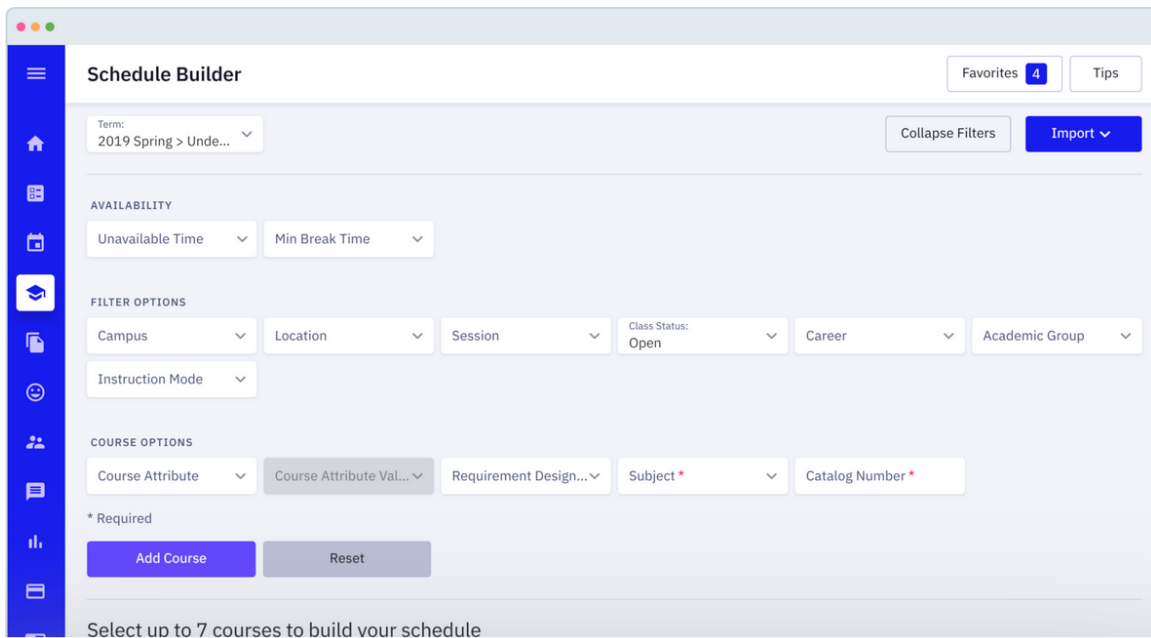 Schedule Builder
Favorites 4
Tips
Term:
2019 Spring > Unde...
Collapse Filters
Import
AVAILABILITY
Unavailable Time
Min Break Time
FILTER OPTIONS
Campus
Location
Session
Class Status:
Open
Career
Academic Group
Instruction Mode
COURSE OPTIONS
Course Attribute
Course Attribute Val...
Requirement Design...
Subject *
Catalog Number *
* Required
Add Course
Reset
Select up to 7 courses to build your schedule